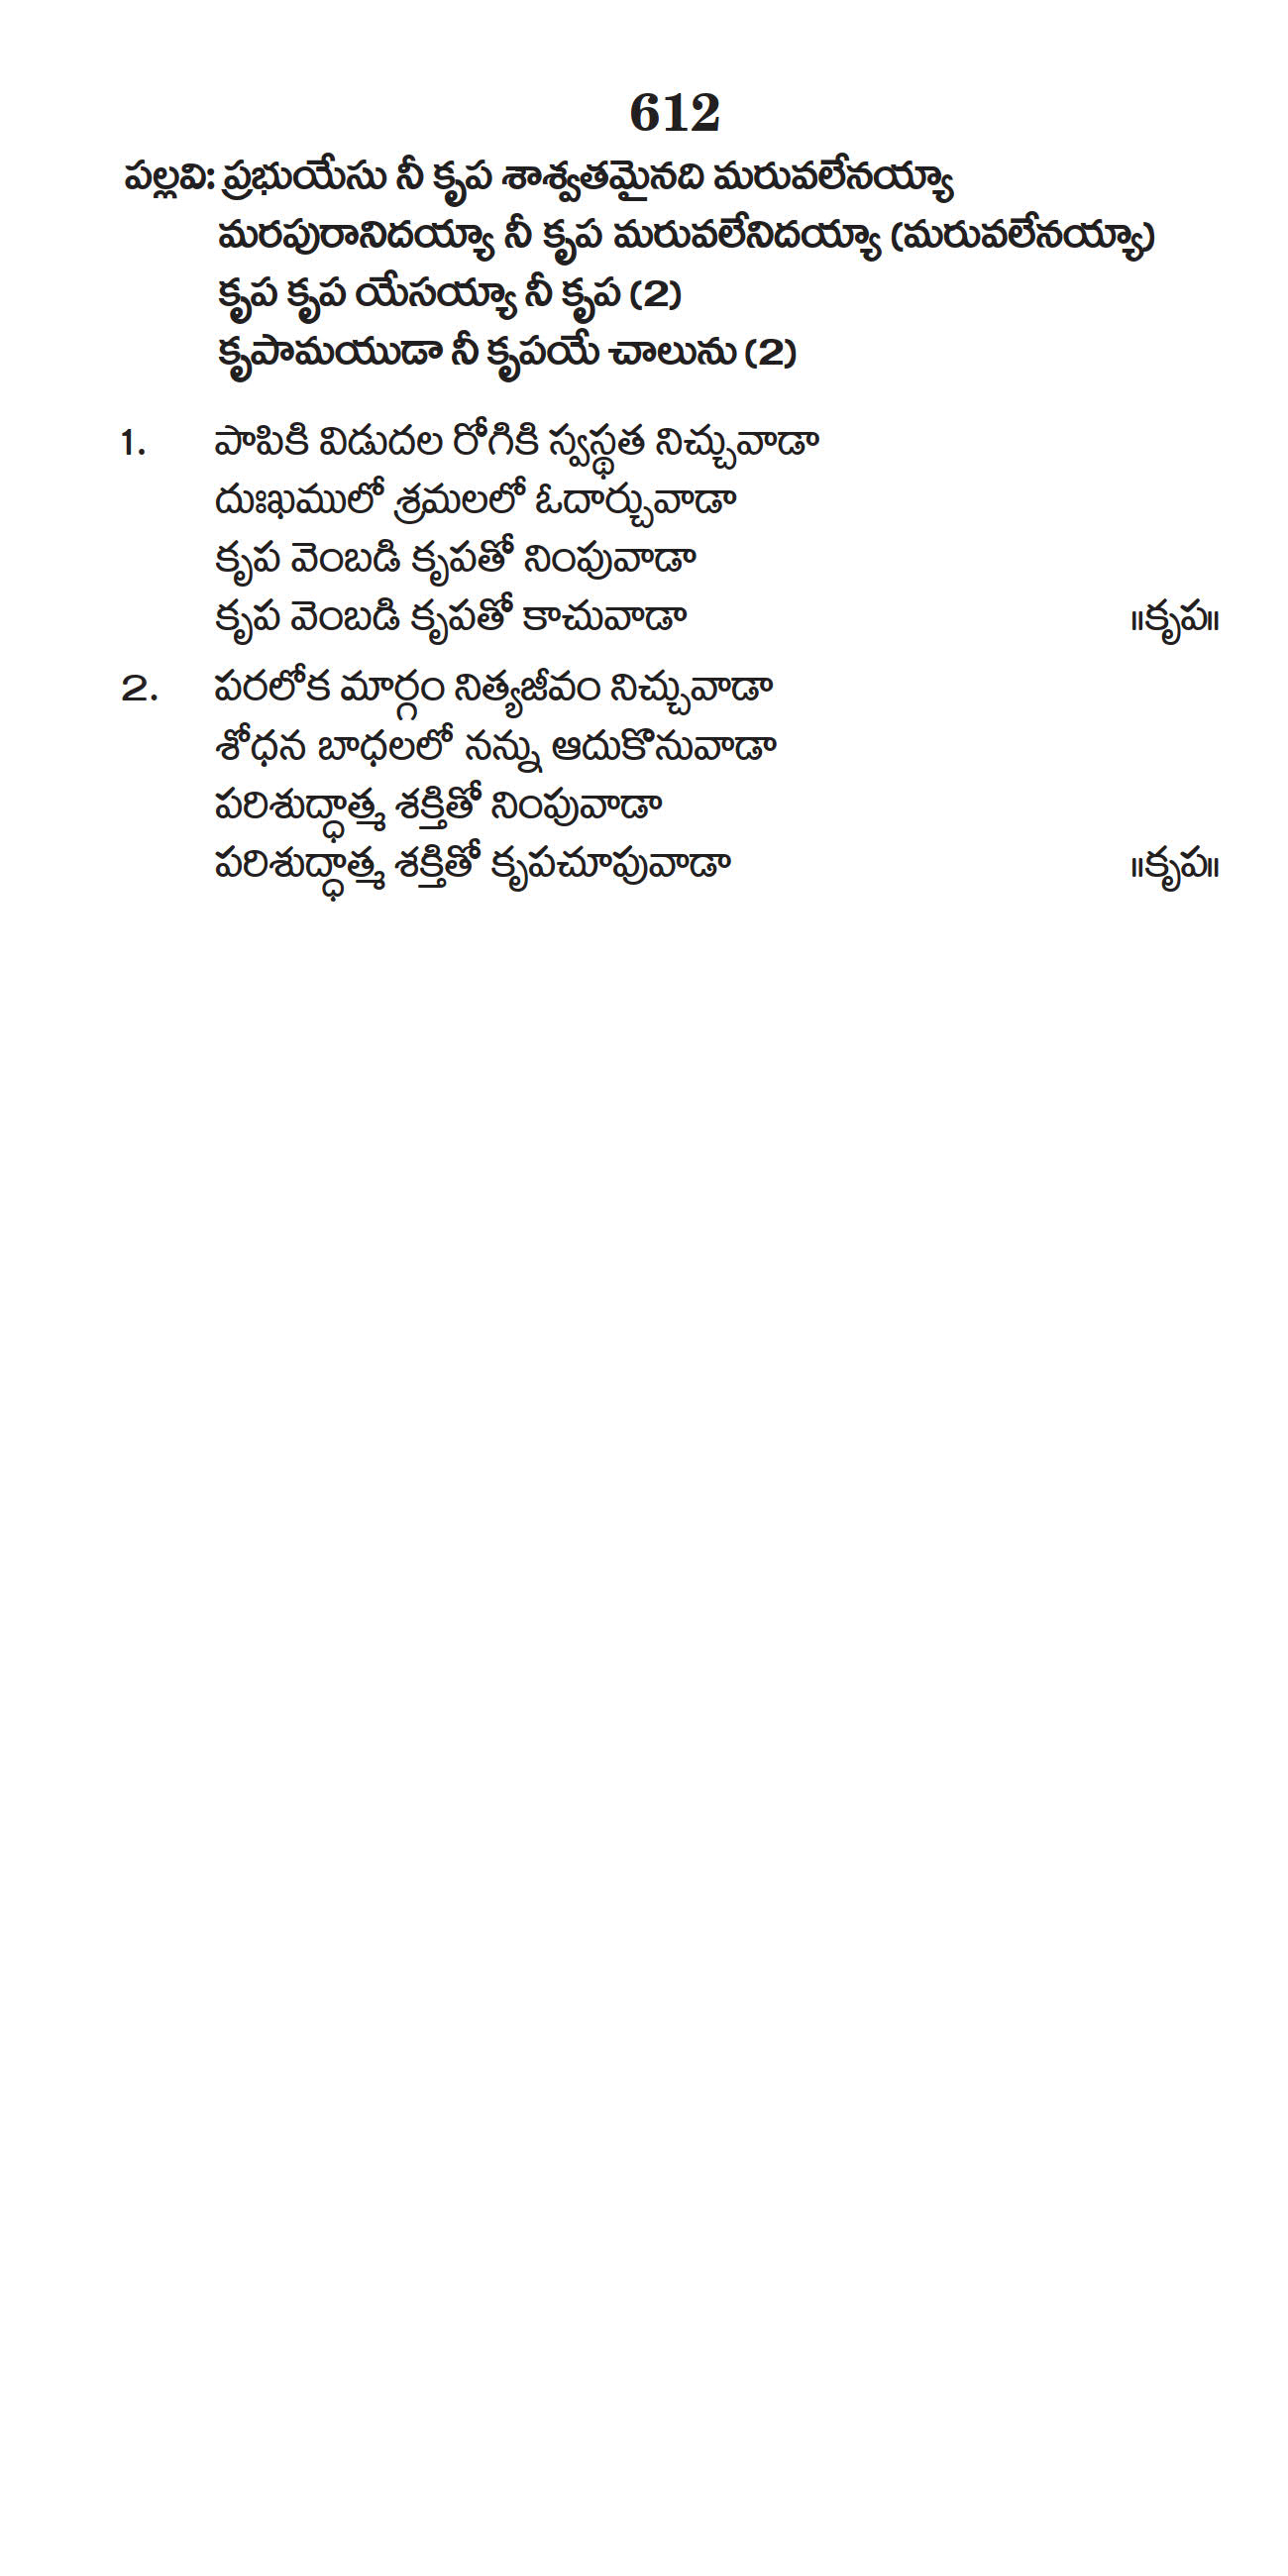 612
పల్లవి: ప్రభుయేసు నీ కృప శాశ్వతమైనది మరువలేనయ్యా
మరపురానిదయ్యా నీ కృప మరువలేనిదయ్యా (మరువలేనయ్యా)
కృప కృప యేసయ్యా నీ కృప (2)
కృపామయుడా నీ కృపయే చాలును (2)
1. పాపికి విడుదల రోగికి స్వస్థత నిచ్చువాడా
దుఃఖములో శ్రమలలో ఓదార్చువాడా
కృప వెంబడి కృపతో నింపువాడా
కృప వెంబడి కృపతో కాచువాడా ॥కృప॥
2. పరలోక మార్గం నిత్యజీవం నిచ్చువాడా
శోధన బాధలలో నన్ను ఆదుకొనువాడా
పరిశుద్ధాత్మ శక్తితో నింపువాడా
పరిశుద్ధాత్మ శక్తితో కృపచూపువాడా ॥కృప॥